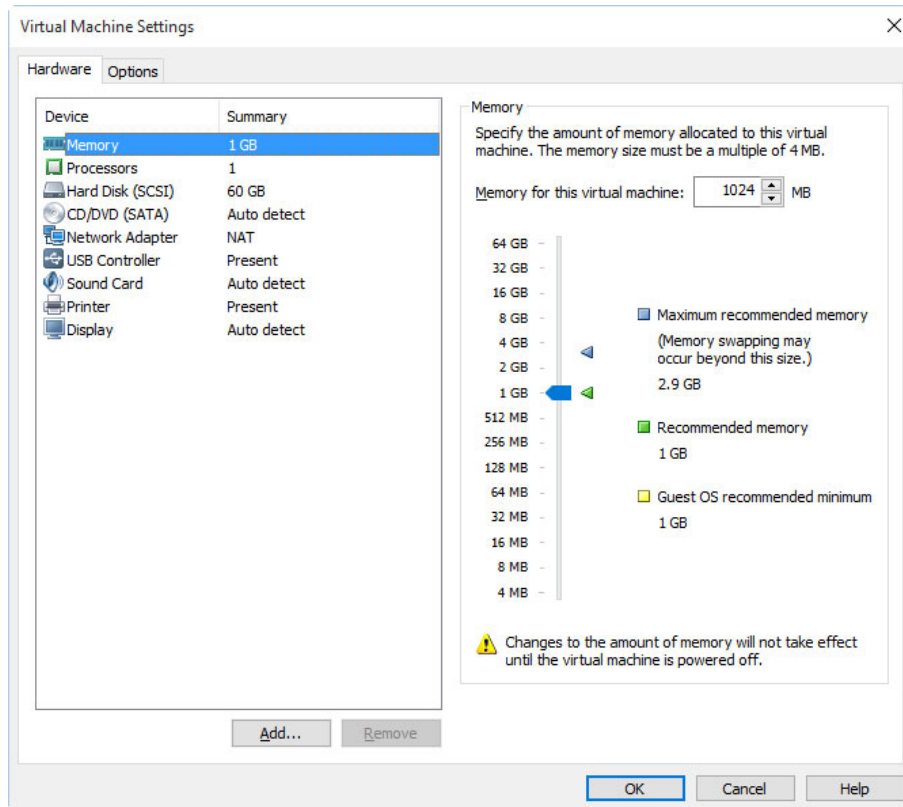 Virtual Machine Settings
Hardware Options
Device Summary
Memory 1 GB
Processors 1
Hard Disk (SCSI) 60 GB
CD/DVD (SATA) Auto detect
Network Adapter NAT
USB Controller Present
Sound Card Auto detect
Printer Present
Display Auto detect
Add... Remove
Memory
Specify the amount of memory allocated to this virtual
machine. The memory size must be a multiple of 4 MB.
Memory for this virtual machine: 1024 MB
64 GB
32 GB
16 GB
8 GB
4 GB
2 GB
1 GB
512 MB
256 MB
128 MB
64 MB
32 MB
16 MB
8 MB
4 MB
Maximum recommended memory
(Memory swapping may
occur beyond this size.)
2.9 GB
Recommended memory
1 GB
Guest OS recommended minimum
1 GB
Changes to the amount of memory will not take effect
until the virtual machine is powered off.
OK Cancel Help